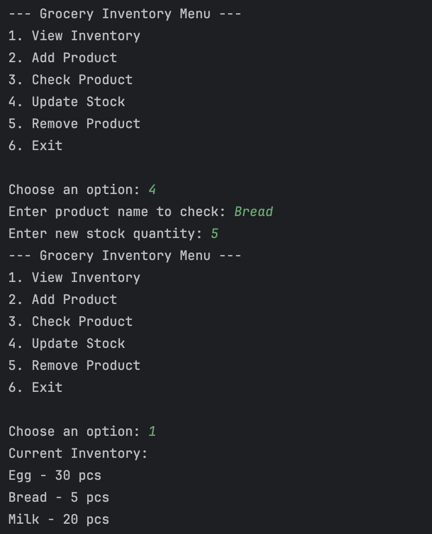 --- Grocery Inventory Menu ---
1. View Inventory
2. Add Product
3. Check Product
4. Update Stock
5. Remove Product
6. Exit
Choose an option: 4
Enter product name to check: Bread
Enter new stock quantity: 5
--- Grocery Inventory Menu ---
1. View Inventory
2. Add Product
3. Check Product
4. Update Stock
5. Remove Product
6. Exit
Choose an option: 1
Current Inventory:
Egg - 30 pcs
Bread - 5 pcs
Milk - 20 pcs